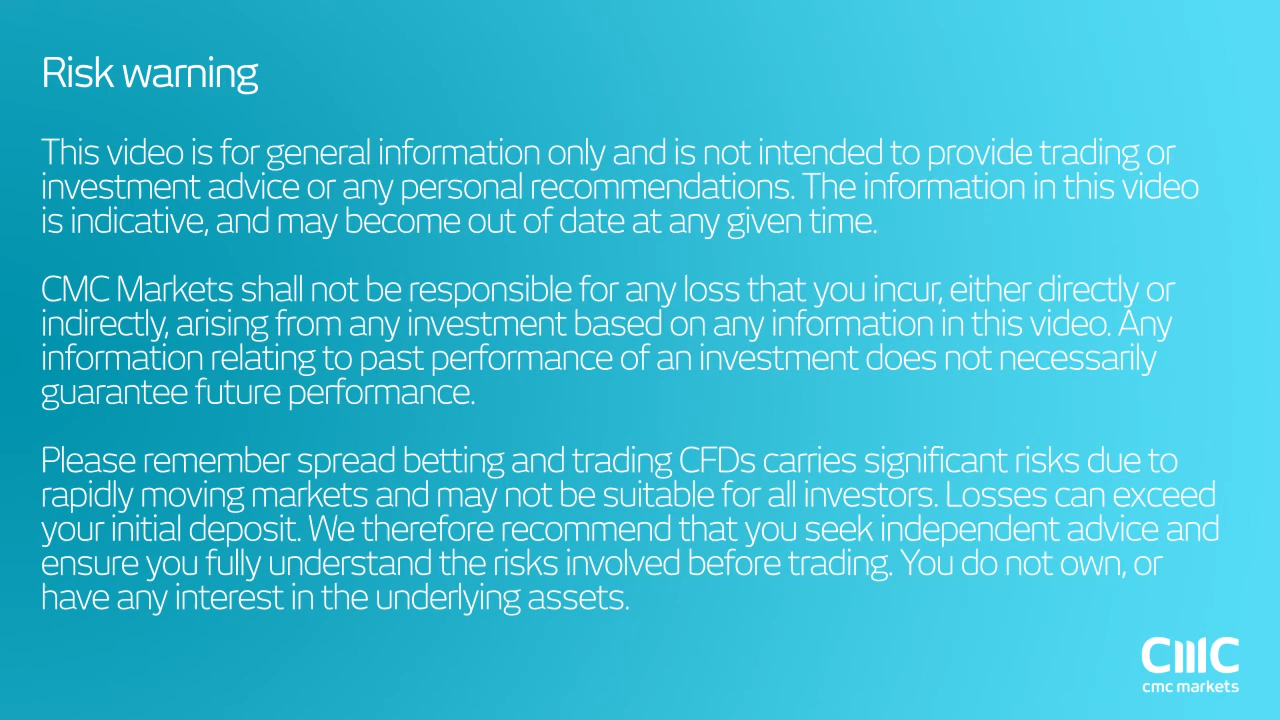 Risk warning
This video is for general information only and is not intended to provide trading or
investment advice or any personal recommendations. The information in this video
is indicative, and may become out of date at any given time.
CMC Markets shall not be responsible for any loss that you incur, either directly or
indirectly, arising from any investment based on any information in this video. Any
information relating to past performance of an investment does not necessarily
guarantee future performance.
Please remember spread betting and trading CFDs carries significant risks due to
rapidly moving markets and may not be suitable for all investors. Losses can exceed
your initial deposit. We therefore recommend that you seek independent advice and
ensure you fully understand the risks involved before trading. You do not own, or
have any interest in the underlying assets.
CMC
cmc markets